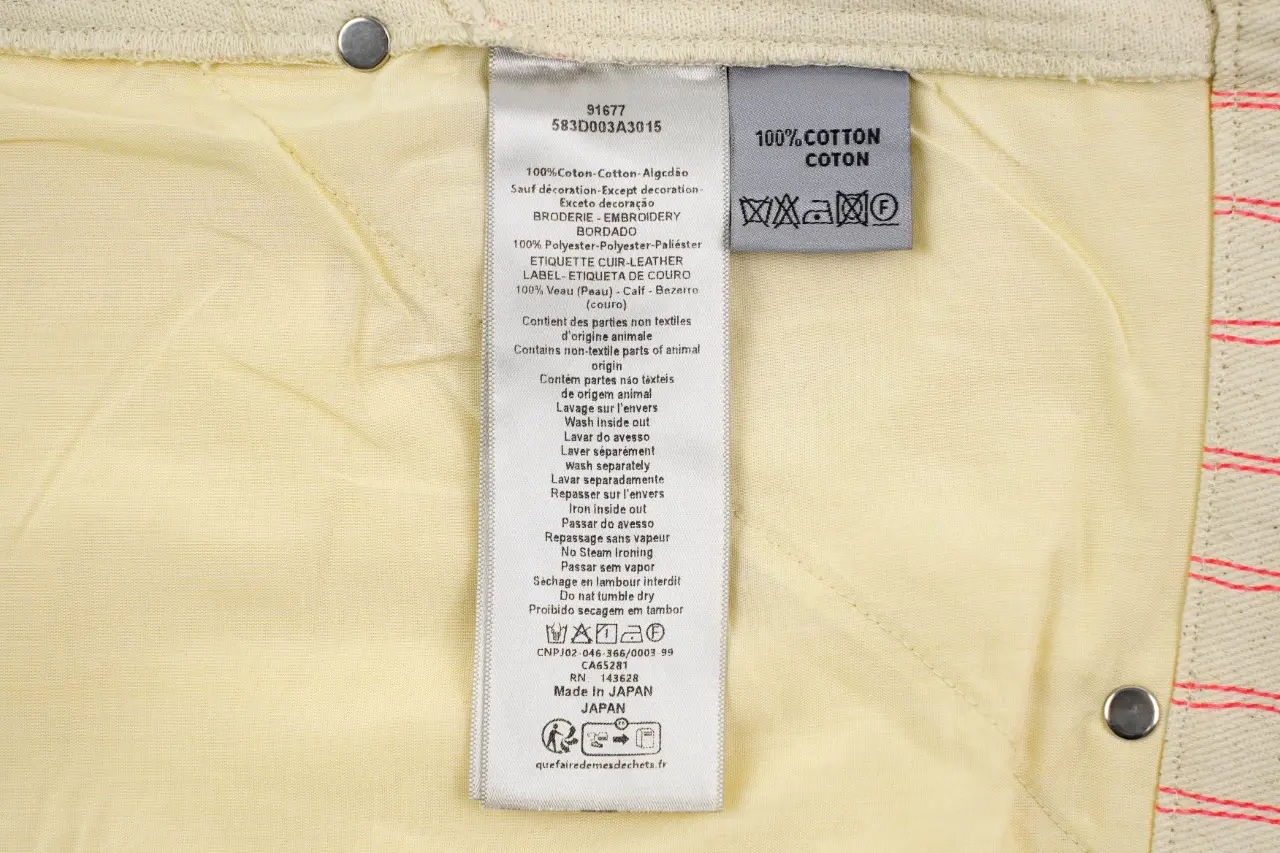 91677
583D003A3015
100%Coton-Cotton-Algodão
Sauf décoration-Except decoration-
Exceto decoração
BRODERIE - EMBROIDERY
BORDADO
100% Polyester-Polyester-Paliéster
ETIQUETTE CUIR-LEATHER
LABEL- ETIQUETA DE COURO
100% Veau (Peau) - Calf - Bezerro
(couro)
Contient des parties non textiles
d'origine animale
Contains non-textile parts of animal
origin
Contém partes não táxteis
de origem animal
Lavage sur l'envers
Wash inside out
Lavar do avesso
Laver séparément
wash separately
Lavar separadamente
Repasser sur l'envers
Iron inside out
Passar do avesso
Repassage sans vapeur
No Steam Ironing
Passar sem vapor
Séchage en lambour interdit
Do nat tumble dry
Proibido secagem em tambor
CNPJ02-046-366/0003-99
CA65281
RN: 143628
Made In JAPAN
JAPAN
quefairedemesdechets.fr
100%COTTON
COTON